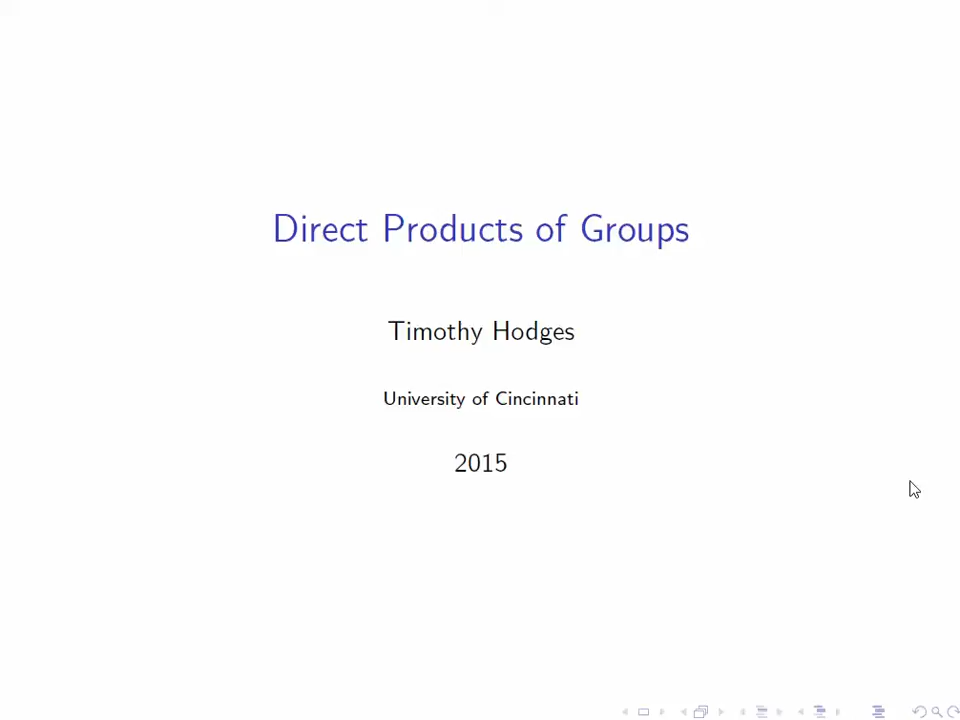 Direct Products of Groups
Timothy Hodges
University of Cincinnati
2015